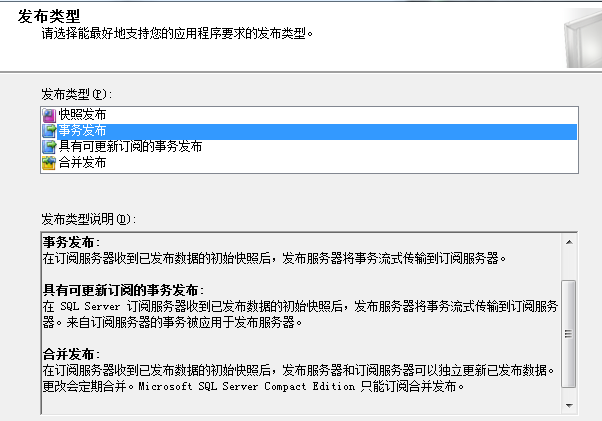 发布类型
请选择能最好地支持您的应用程序要求的发布类型。
发布类型(P):
快照发布
事务发布
具有可更新订阅的事务发布
合并发布
发布类型说明(D):
事务发布:
在订阅服务器收到已发布数据的初始快照后，发布服务器将事务流式传输到订阅服务器。
具有可更新订阅的事务发布:
在 SQL Server 订阅服务器收到已发布数据的初始快照后，发布服务器将事务流式传输到订阅服务
器。来自订阅服务器的事务被应用于发布服务器。
合并发布:
在订阅服务器收到已发布数据的初始快照后，发布服务器和订阅服务器可以独立更新已发布数据。
更改会定期合并。Microsoft SQL Server Compact Edition 只能订阅合并发布。